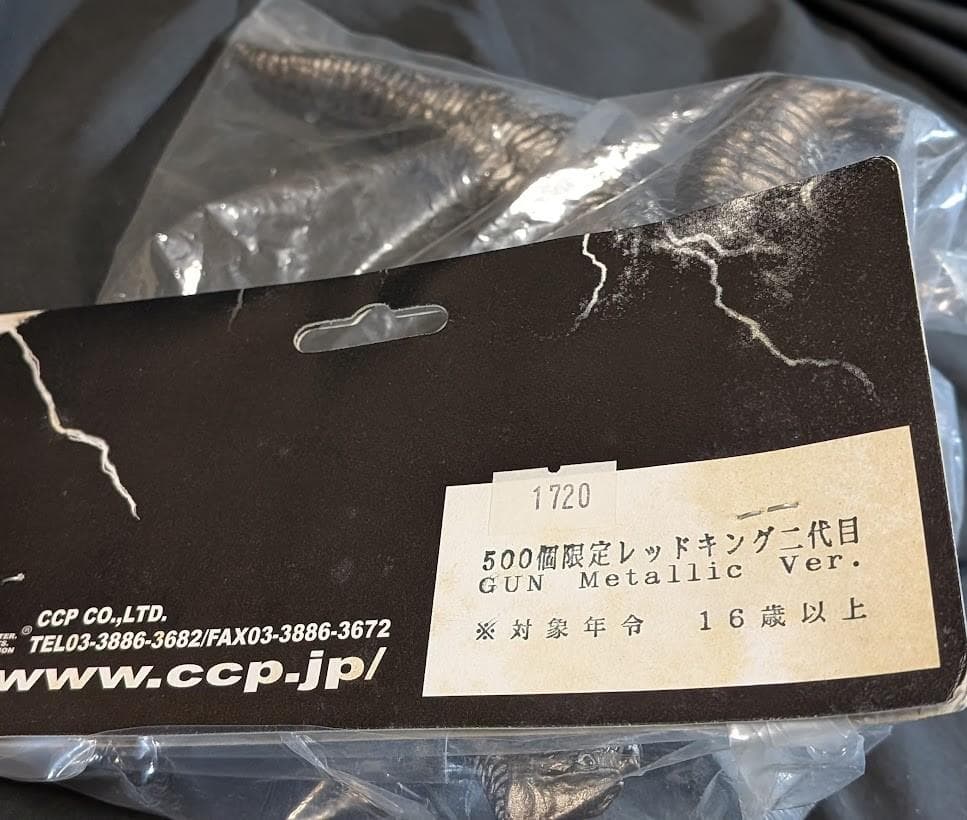 1720
500個限定レッドキング二代目
GUN Metallic Ver.
※対象年令 16歳以上
CCP CO.,LTD.
® TEL03-3886-3682/FAX03-3886-3672
www.ccp.jp/